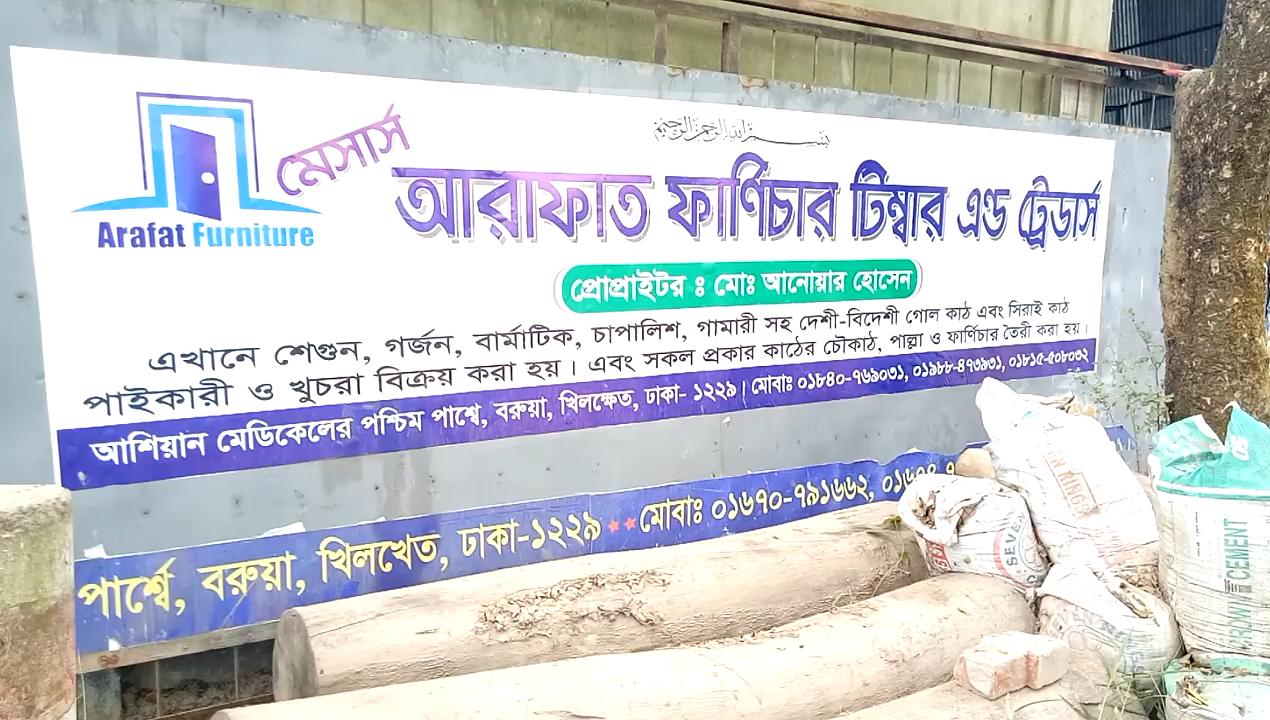 بسم الله الرحمن الرحيم
মেসার্স
আরাফাত ফার্ণিচার টিম্বার এন্ড ট্রেডার্স
Arafat Furniture
প্রোপ্রাইটর ঃ মোঃ আনোয়ার হোসেন
এখানে শেগুন, গর্জন, বার্মাটিক, চাপালিশ, গামারী সহ দেশী-বিদেশী গোল কাঠ এবং সিরাই কাঠ
পাইকারী ও খুচরা বিক্রয় করা হয়। এবং সকল প্রকার কাঠের চৌকাঠ, পাল্লা ও ফার্ণিচার তৈরী করা হয়।
আশিয়ান মেডিকেলের পশ্চিম পার্শ্বে, বরুয়া, খিলক্ষেত, ঢাকা- ১২২৯। মোবাঃ ০১৮৪০-৭৬৯০৩১, ০১৯৮৮-৪৭৩৯৩১, ০১৮১৫-৫০৮০৩২
পার্শ্বে, বরুয়া, খিলখেত, ঢাকা-১২২৯ ★★ মোবাঃ ০১৬৭০-৭৯১৬৬২,
CEMENT